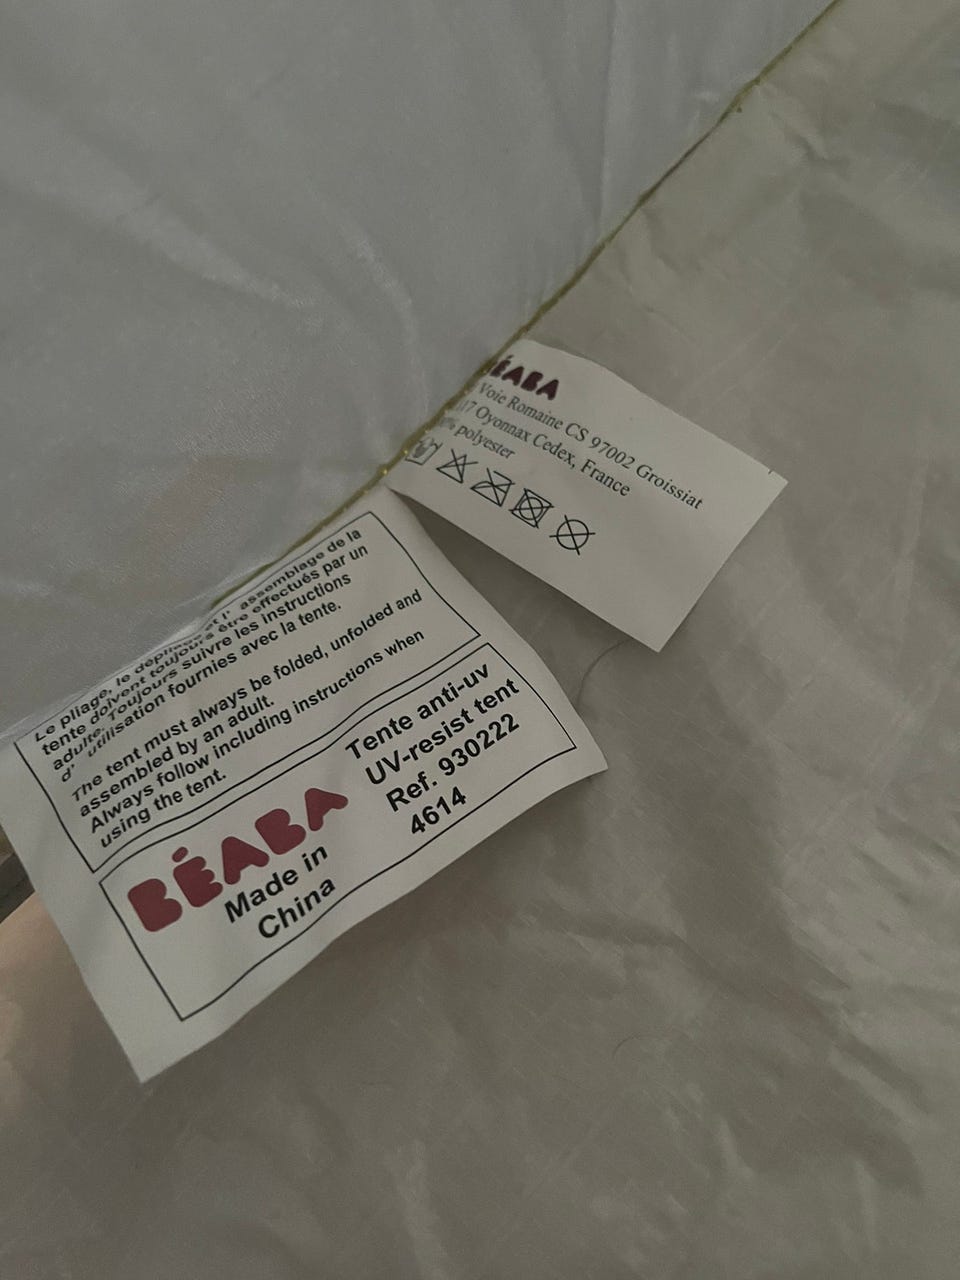 BÉABA
Voie Romaine CS 97002 Groissiat
Oyonnax Cedex, France
polyester
Le pliage, le dépliage et l' assemblage de la
tente doivent toujours être effectués par un
adulte. Toujours suivre les instructions
d' utilisation fournies avec la tente.
The tent must always be folded, unfolded and
assembled by an adult.
Always follow including instructions when
using the tent.
BÉABA
Made in
China
Tente anti-uv
UV-resist tent
Ref. 930222
4614